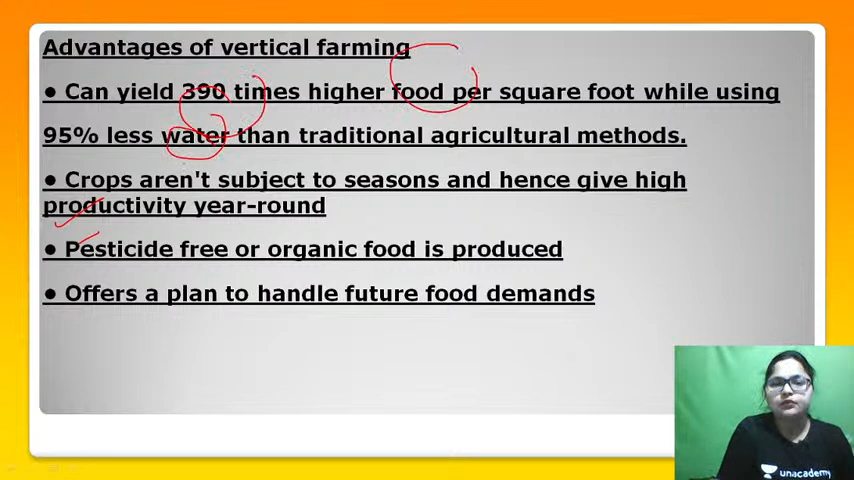 Advantages of vertical farming
● Can yield 390 times higher food per square foot while using
95% less water than traditional agricultural methods.
● Crops aren't subject to seasons and hence give high
productivity year-round
● Pesticide free or organic food is produced
● Offers a plan to handle future food demands
unacademy